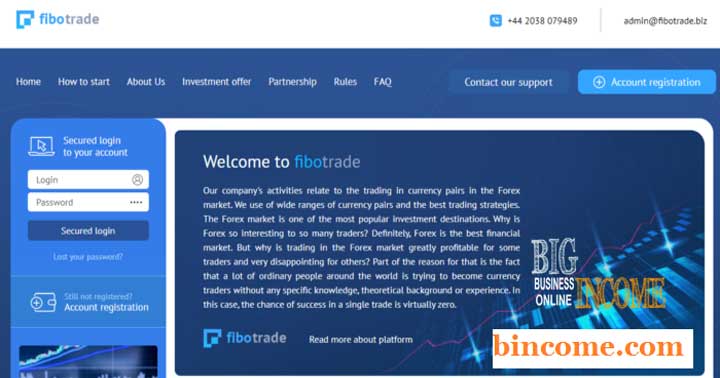 fibotrade
+44 2038 079489
admin@fibotrade.biz
Home
How to start
About Us
Investment offer
Partnership
Rules
FAQ
Contact our support
Account registration
Secured login
to your account
Login
Password
Secured login
Lost your password?
Still not registered?
Account registration
Welcome to fibotrade
Our company's activities relate to the trading in currency pairs in the Forex
market. We use of wide ranges of currency pairs and the best trading strategies.
The Forex market is one of the most popular investment destinations. Why is
Forex so interesting to so many traders? Definitely, Forex is the best financial
market. But why is trading in the Forex market greatly profitable for some
traders and very disappointing for others? Part of the reason for that is the fact
that a lot of ordinary people around the world is trying to become currency
traders without any specific knowledge, theoretical background or experience. In
this case, the chance of success in a single trade is virtually zero.
fibotrade
Read more about platform
BIG
BUSINESS
ONLINE
INCOME
bincome.com